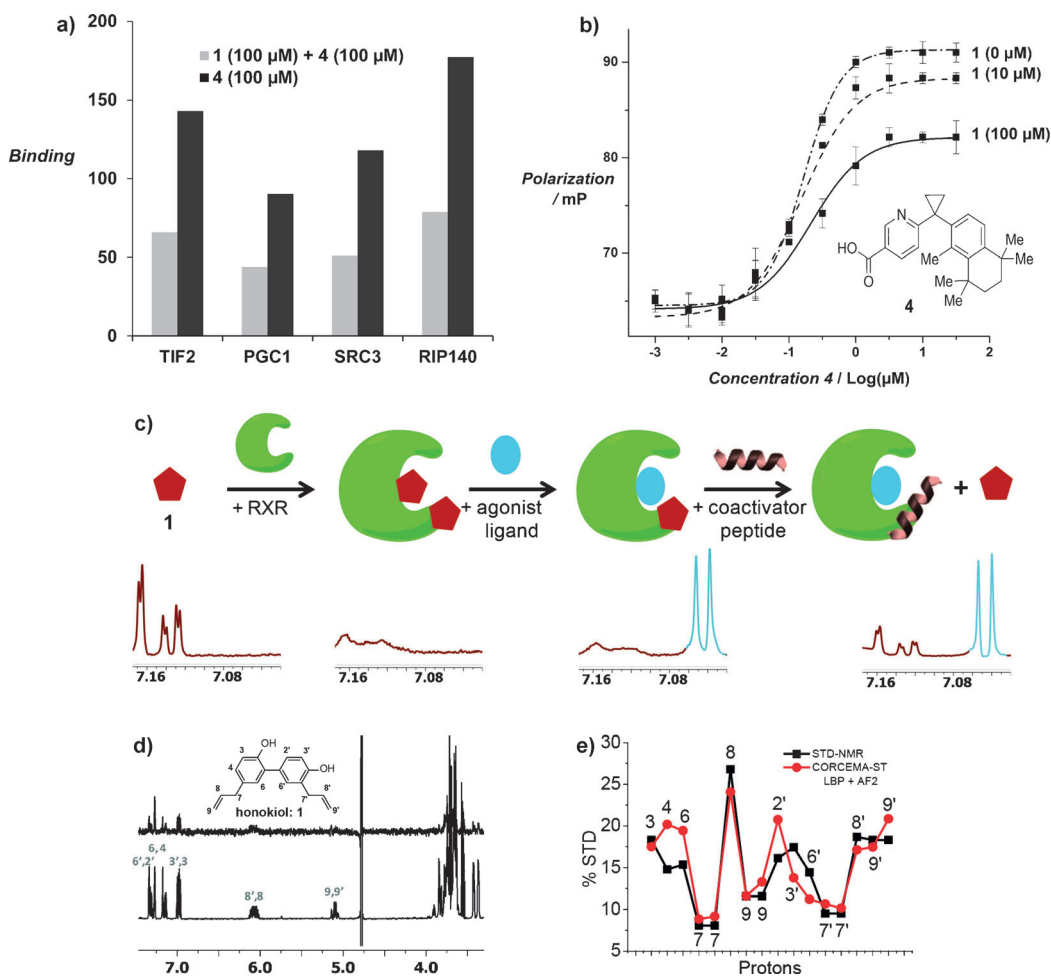 a)
200
150
100
50
0
Binding
1 (100 µM) + 4 (100 µM)
4 (100 µM)
TIF2 PGC1 SRC3 RIP140
b)
90
80
70
Polarization
/ mP
1 (0 µM)
1 (10 µM)
1 (100 µM)
N
HO
O
Me
Me
Me
Me
Me
4
-3 -2 -1 0 1 2
Concentration 4 / Log(µM)
c)
1
+ RXR
+ agonist
ligand
+ coactivator
peptide
+
7.16 7.08
7.16 7.08
7.16 7.08
7.16 7.08
d)
3 OH 2' 3'
4 OH
8 6 6' 8'
9 7 7' 9'
honokiol: 1
6',2' 6,4 3',3 8',8 9,9'
7.0 6.0 5.0 4.0
e)
30
25
20
15
10
5
% STD
STD-NMR
CORCEMA-ST
LBP + AF2
3 4 6 7 7 8 9 9 2' 3' 6' 7' 7' 8' 9' 9'
Protons